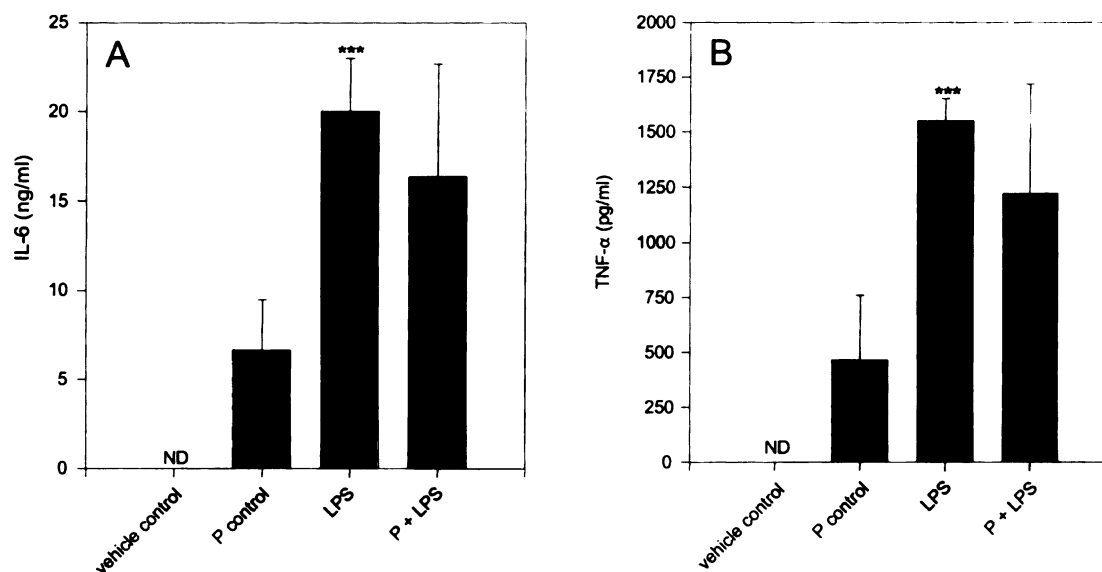 A
IL-6 (ng/ml)
25
20
15
10
5
0
***
ND
vehicle control
P control
LPS
P + LPS
B
TNF-α (pg/ml)
2000
1750
1500
1250
1000
750
500
250
0
***
ND
vehicle control
P control
LPS
P + LPS